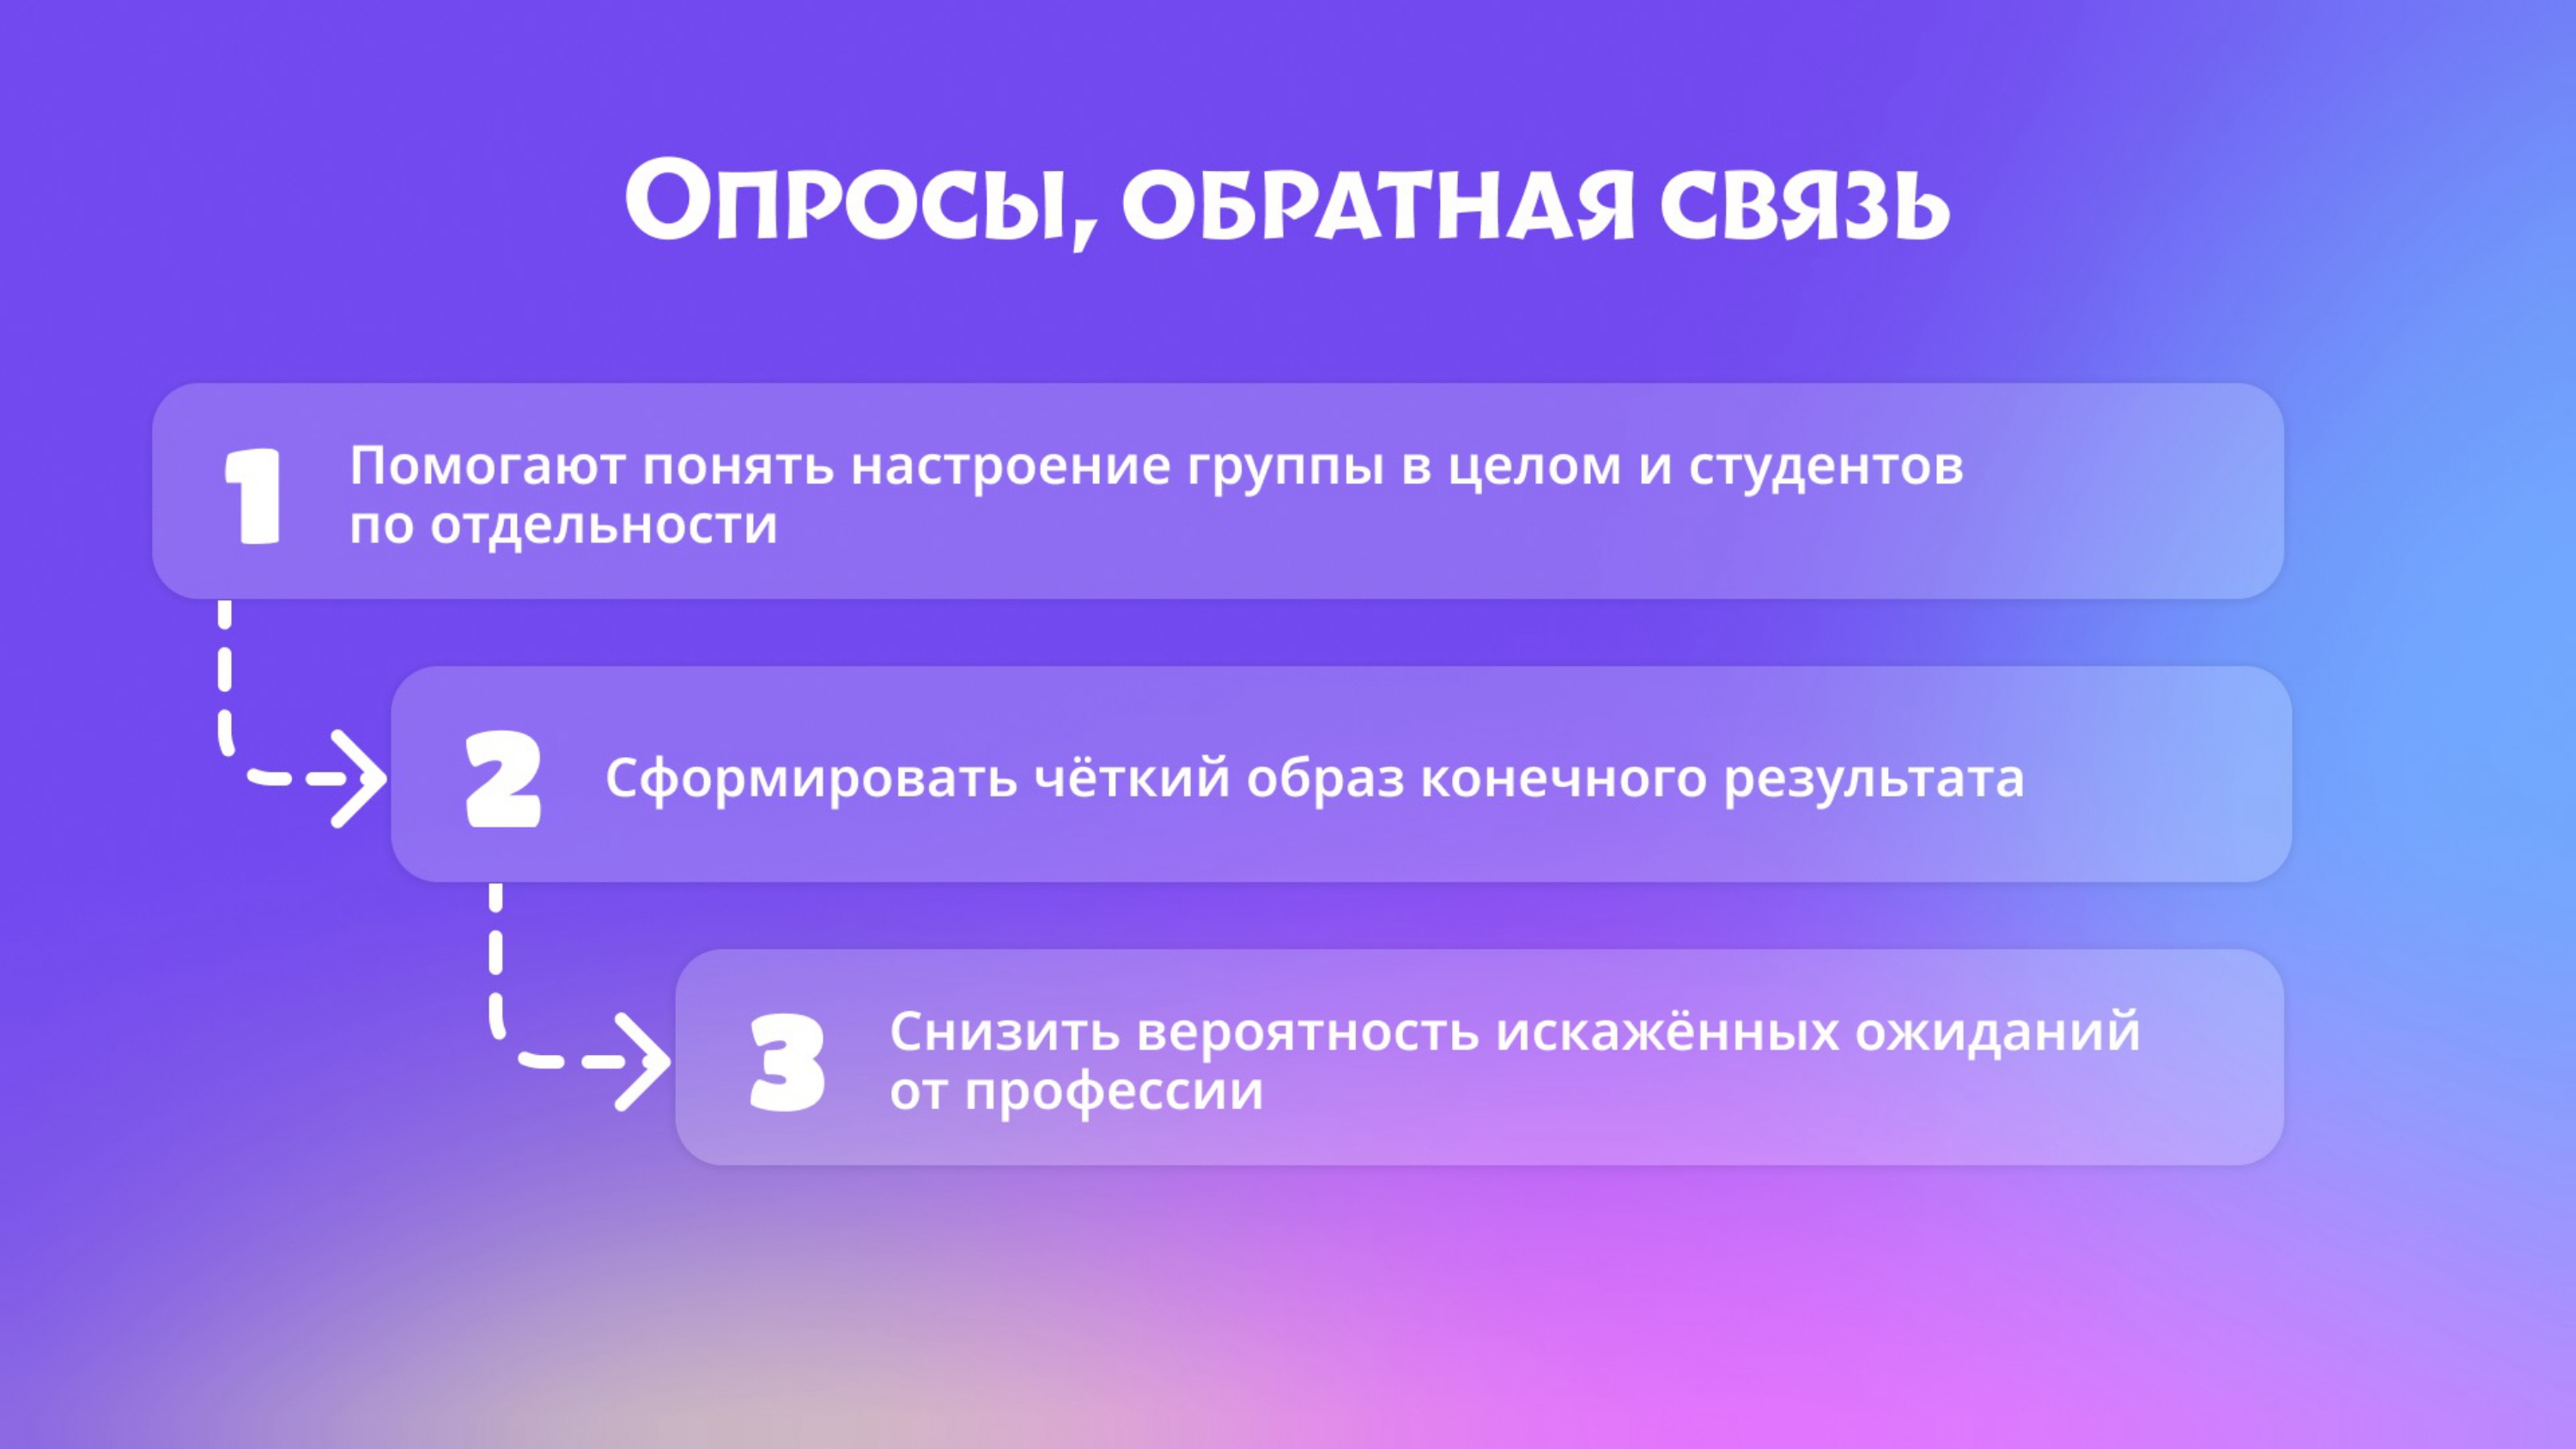 Опросы, обратная связь
1
Помогают понять настроение группы в целом и студентов
по отдельности
2
Сформировать чёткий образ конечного результата
3
Снизить вероятность искажённых ожиданий
от профессии